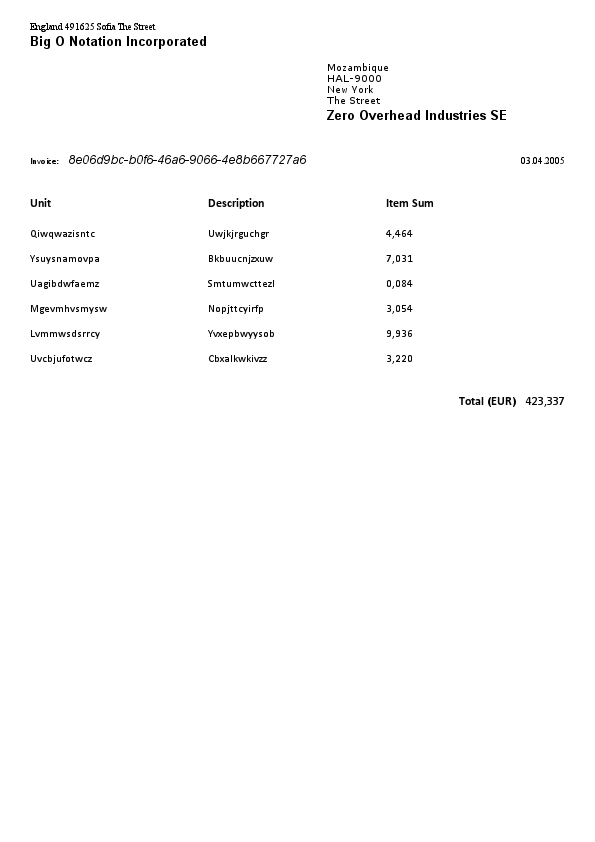 England 491625 Sofia The Street
Big O Notation Incorporated
Mozambique
HAL-9000
New York
The Street
Zero Overhead Industries SE
Invoice: 8e06d9bc-b0f6-46a6-9066-4e8b667727a6 03.04.2005
Unit Description Item Sum
Qiwqwazisntc Uwjkjrguchgr 4,464
Ysuysnamovpa Bkbuucnjzxuw 7,031
Uagibdwfaemz Smtumwcttezl 0,084
Mgevmhvsmysw Nopjttcyirfp 3,054
Lvmmwsdsrrcy Yvxepbwyysob 9,936
Uvcbjufotwcz Cbxalkwkivzz 3,220
Total (EUR) 423,337